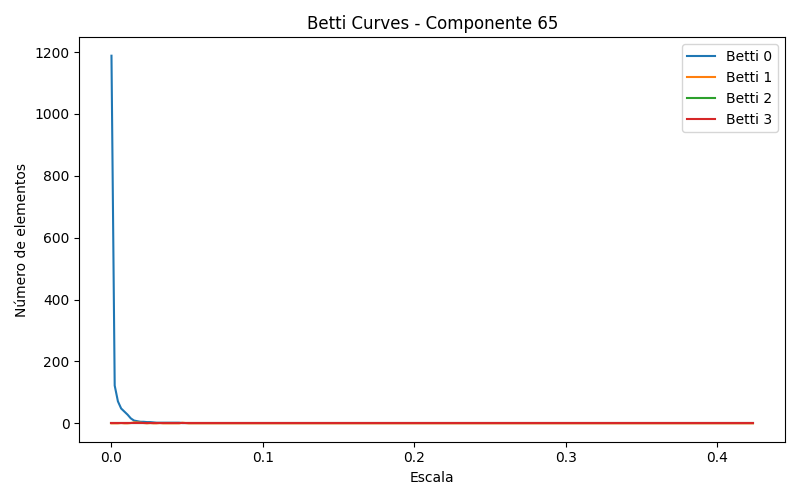 Betti Curves - Componente 65
Número de elementos
1200
1000
800
600
400
200
0
0.0 0.1 0.2 0.3 0.4
Escala
Betti 0
Betti 1
Betti 2
Betti 3